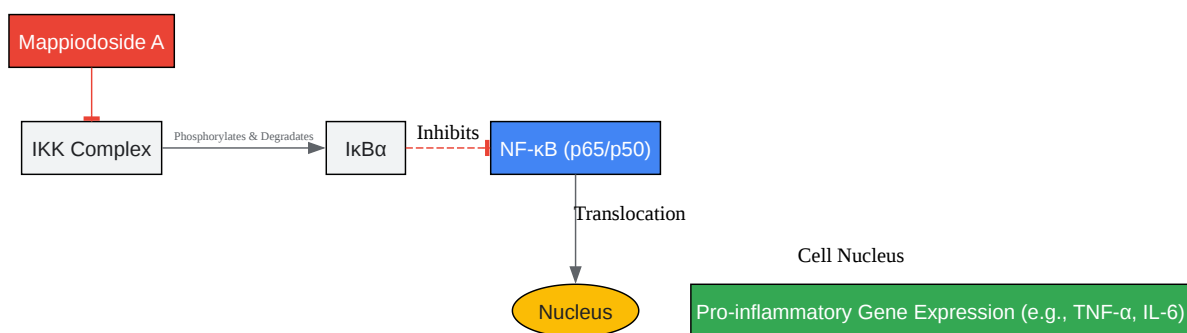 Mappiodoside A
IKK Complex
Phosphorylates & Degradates
IκBα
Inhibits
NF-κB (p65/p50)
Translocation
Cell Nucleus
Nucleus
Pro-inflammatory Gene Expression (e.g., TNF-α, IL-6)